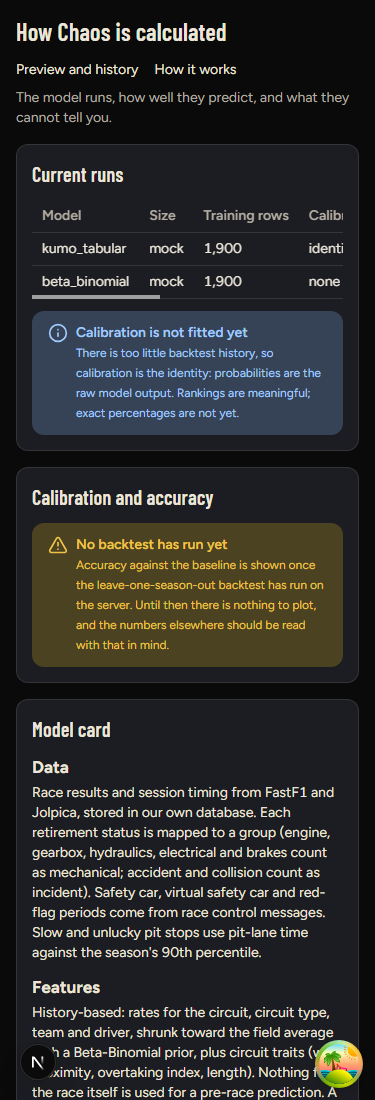 How Chaos is calculated
Preview and history How it works
The model runs, how well they predict, and what they
cannot tell you.
Current runs
Model Size Training rows Calibr
kumo_tabular mock 1,900 identi
beta_binomial mock 1,900 none
Calibration is not fitted yet
There is too little backtest history, so
calibration is the identity: probabilities are the
raw model output. Rankings are meaningful;
exact percentages are not yet.
Calibration and accuracy
No backtest has run yet
Accuracy against the baseline is shown once
the leave-one-season-out backtest has run on
the server. Until then there is nothing to plot,
and the numbers elsewhere should be read
with that in mind.
Model card
Data
Race results and session timing from FastF1 and
Jolpica, stored in our own database. Each
retirement status is mapped to a group (engine,
gearbox, hydraulics, electrical and brakes count
as mechanical; accident and collision count as
incident). Safety car, virtual safety car and red-
flag periods come from race control messages.
Slow and unlucky pit stops use pit-lane time
against the season's 90th percentile.
Features
History-based: rates for the circuit, circuit type,
team and driver, shrunk toward the field average
a Beta-Binomial prior, plus circuit traits
overtaking index, length). Nothing
N
the race itself is used for a pre-race prediction. A